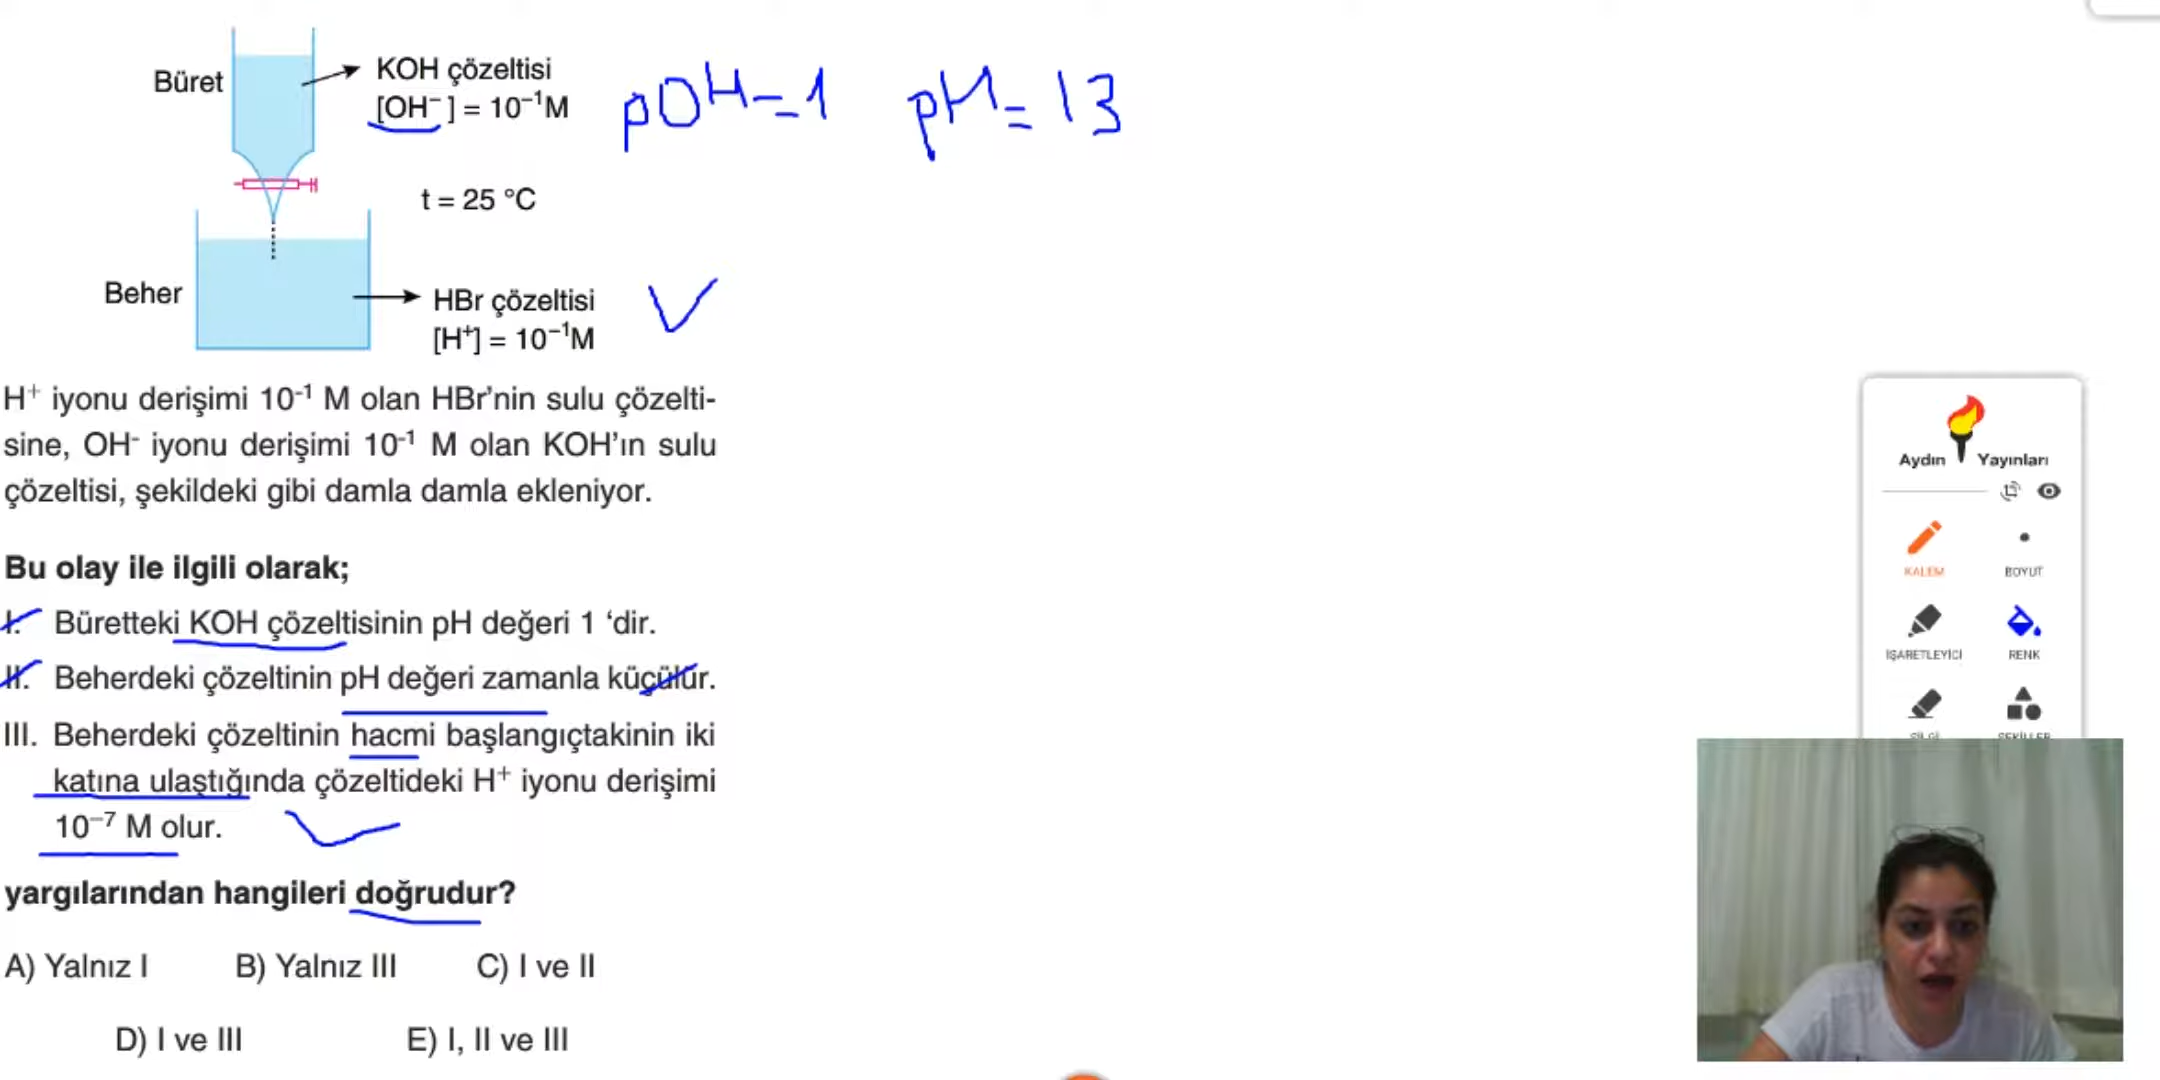 Büret
KOH çözeltisi
[OH⁻] = 10⁻¹M
pOH = 1 pH = 13
t = 25 °C
Beher
HBr çözeltisi
[H⁺] = 10⁻¹M
H⁺ iyonu derişimi 10⁻¹ M olan HBr’nin sulu çözelti-
sine, OH⁻ iyonu derişimi 10⁻¹ M olan KOH’ın sulu
çözeltisi, şekildeki gibi damla damla ekleniyor.
Bu olay ile ilgili olarak;
I. Büretteki KOH çözeltisinin pH değeri 1 ‘dir.
II. Beherdeki çözeltinin pH değeri zamanla küçülür.
III. Beherdeki çözeltinin hacmi başlangıçtakinin iki
katına ulaştığında çözeltideki H⁺ iyonu derişimi
10⁻⁷ M olur.
yargılarından hangileri doğrudur?
A) Yalnız I B) Yalnız III C) I ve II
D) I ve III E) I, II ve III
Aydın Yayınları
KALEM BOYUT
İŞARETLEYİCİ RENK
SİLGİ ŞEKİLLER